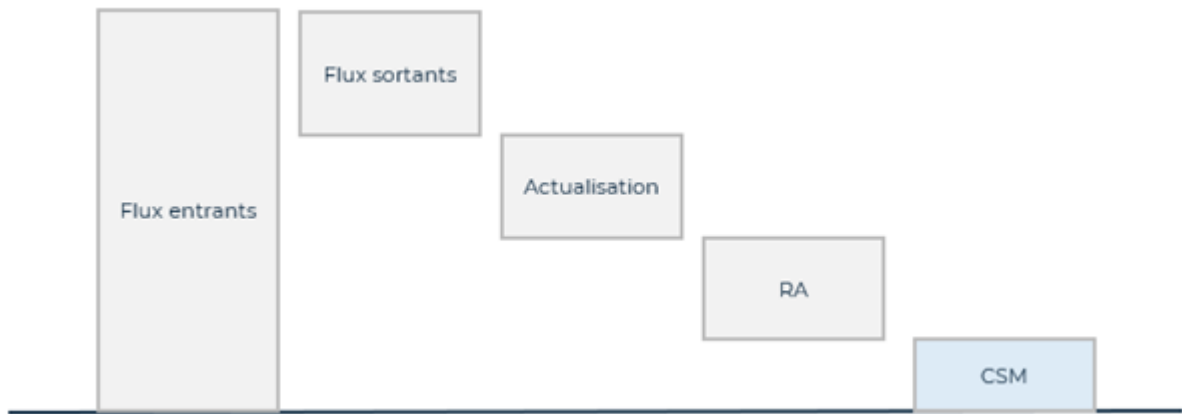 Flux sortants
Actualisation
Flux entrants
RA
CSM